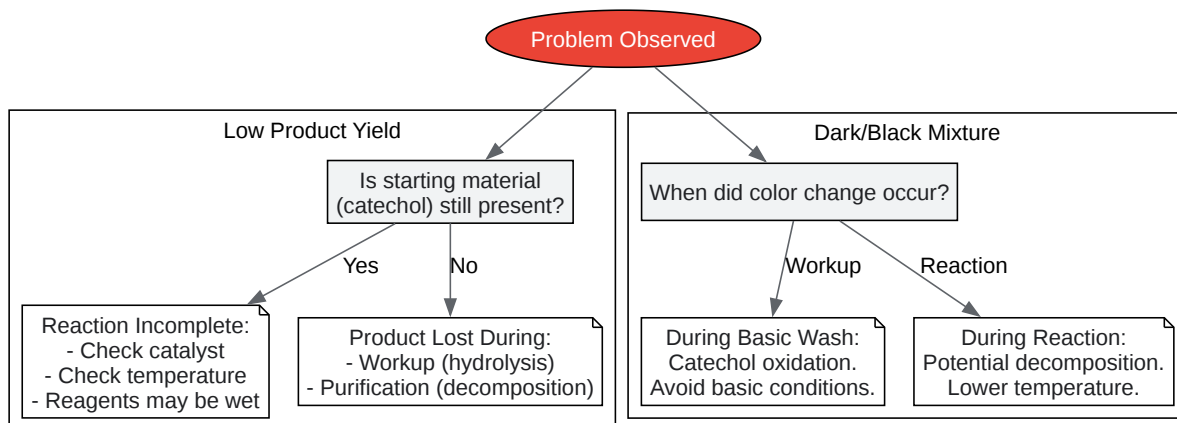 Problem Observed
Low Product Yield
Is starting material
(catechol) still present?
Yes
No
Reaction Incomplete:
- Check catalyst
- Check temperature
- Reagents may be wet
Product Lost During:
- Workup (hydrolysis)
- Purification (decomposition)
Dark/Black Mixture
When did color change occur?
Workup
Reaction
During Basic Wash:
Catechol oxidation.
Avoid basic conditions.
During Reaction:
Potential decomposition.
Lower temperature.